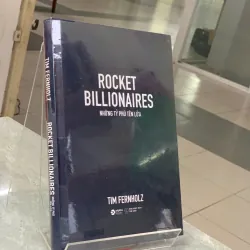 ROCKET
BILLIONAIRES
NHỮNG TỶ PHÚ TÊN LỬA
TIM FERNHOLZ
TIM FERNHOLZ
ROCKET BILLIONAIRES